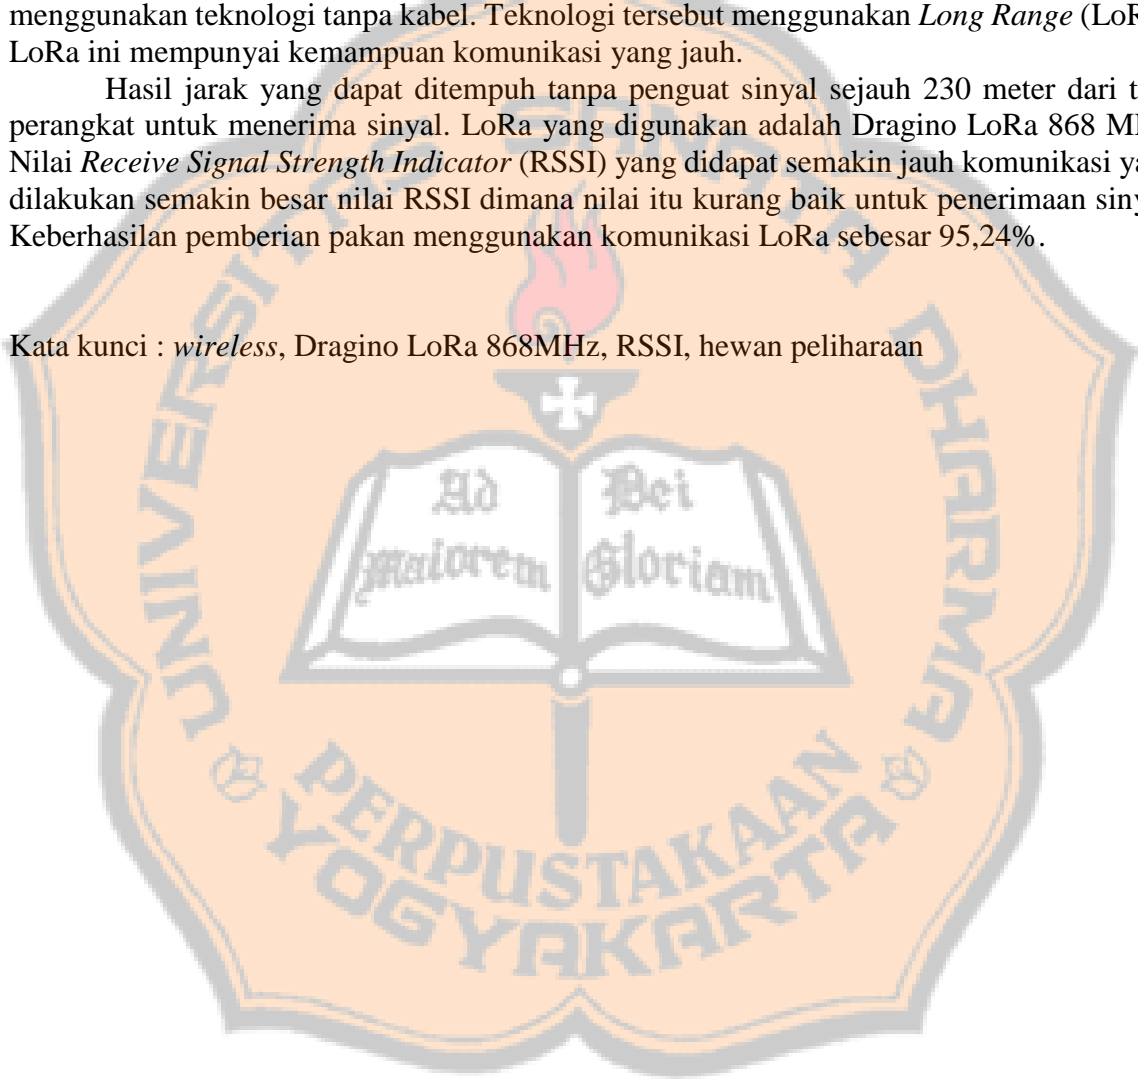 menggunakan teknologi tanpa kabel. Teknologi tersebut menggunakan Long Range (LoR
LoRa ini mempunyai kemampuan komunikasi yang jauh.
Hasil jarak yang dapat ditempuh tanpa penguat sinyal sejauh 230 meter dari t
perangkat untuk menerima sinyal. LoRa yang digunakan adalah Dragino LoRa 868 MH
Nilai Receive Signal Strength Indicator (RSSI) yang didapat semakin jauh komunikasi ya
dilakukan semakin besar nilai RSSI dimana nilai itu kurang baik untuk penerimaan siny
Keberhasilan pemberian pakan menggunakan komunikasi LoRa sebesar 95,24%.
Kata kunci : wireless, Dragino LoRa 868MHz, RSSI, hewan peliharaan
UNIVERSITAS SANATA DHARMA
Ad
maiorem
Dei
Gloriam
PERPUSTAKAAN
YOGYAKARTA